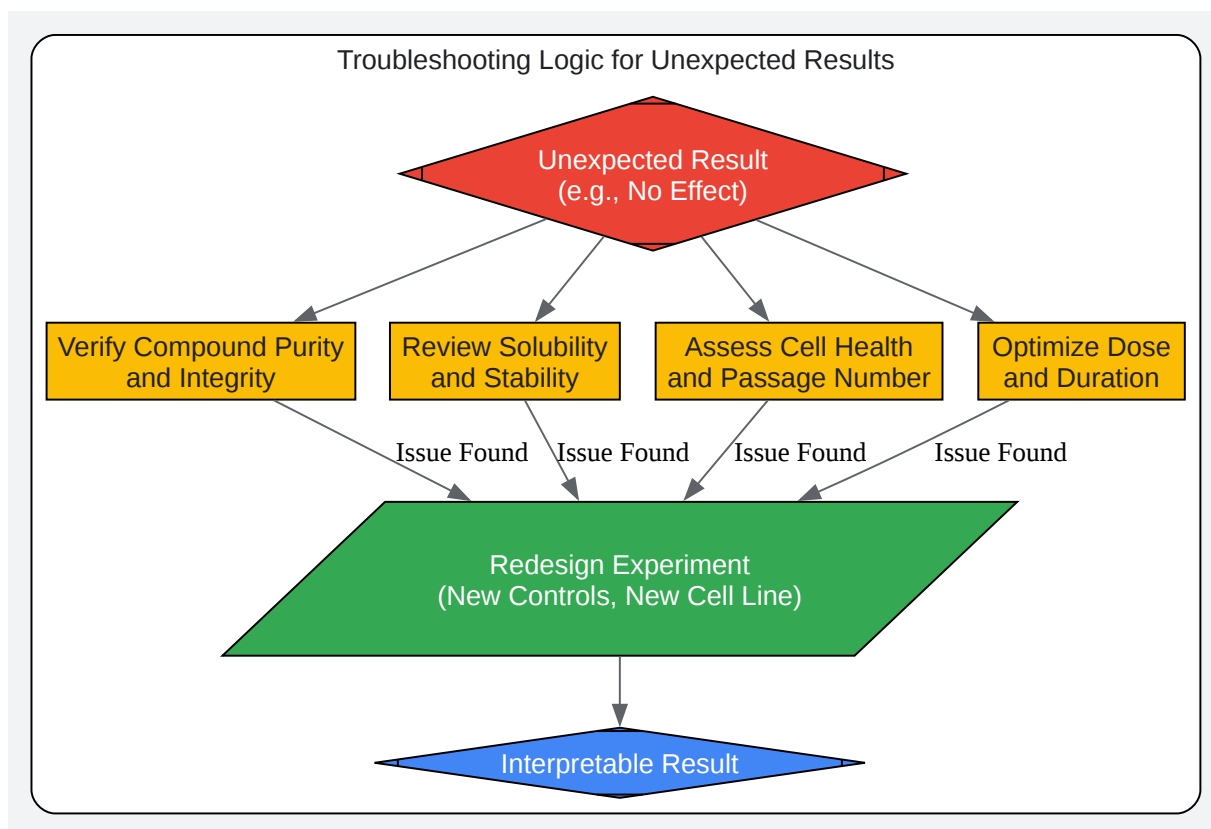 Troubleshooting Logic for Unexpected Results
Unexpected Result
(e.g., No Effect)
Verify Compound Purity
and Integrity
Review Solubility
and Stability
Assess Cell Health
and Passage Number
Optimize Dose
and Duration
Issue Found
Issue Found
Issue Found
Issue Found
Redesign Experiment
(New Controls, New Cell Line)
Interpretable Result